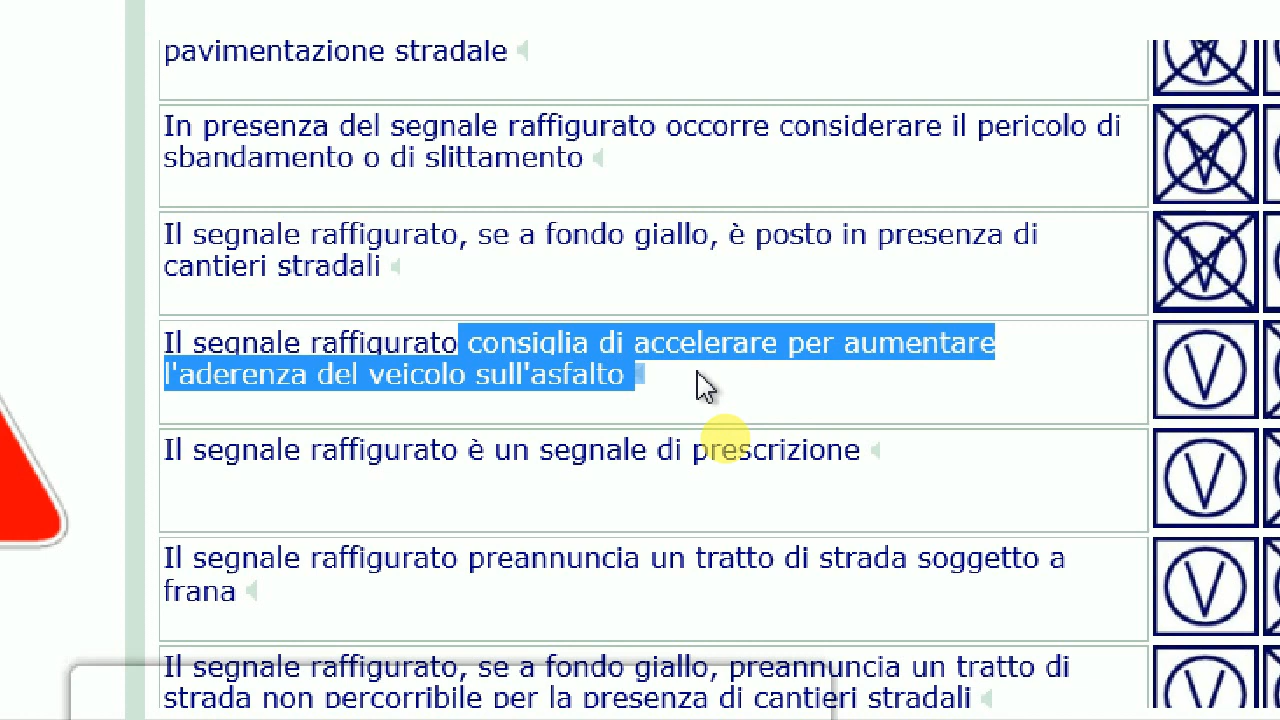 pavimentazione stradale
In presenza del segnale raffigurato occorre considerare il pericolo di
sbandamento o di slittamento
Il segnale raffigurato, se a fondo giallo, è posto in presenza di
cantieri stradali
Il segnale raffigurato consiglia di accelerare per aumentare
l'aderenza del veicolo sull'asfalto
Il segnale raffigurato è un segnale di prescrizione
Il segnale raffigurato preannuncia un tratto di strada soggetto a
frana
Il segnale raffigurato, se a fondo giallo, preannuncia un tratto di
strada non percorribile per la presenza di cantieri stradali
V
V
V
V
V
V
V